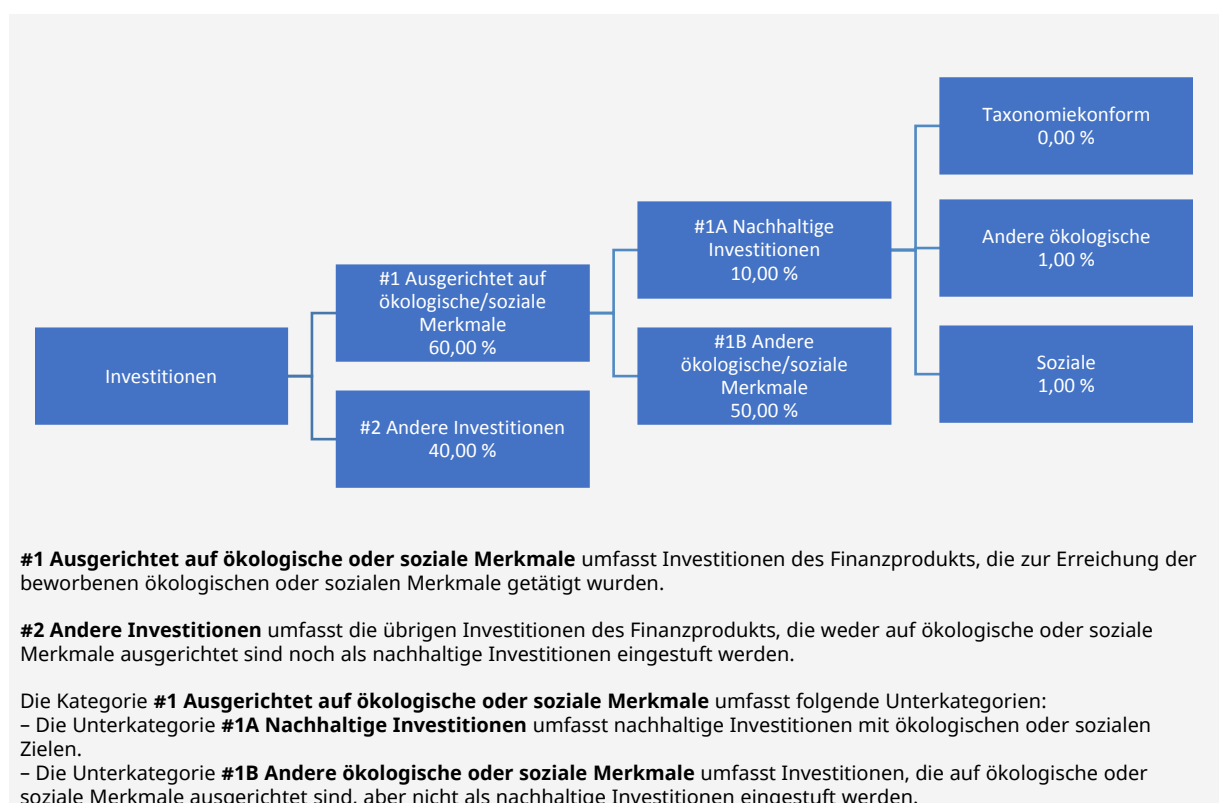 Investitionen
#1 Ausgerichtet auf
ökologische/soziale
Merkmale
60,00 %
#2 Andere Investitionen
40,00 %
#1A Nachhaltige
Investitionen
10,00 %
#1B Andere
ökologische/soziale
Merkmale
50,00 %
Taxonomiekonform
0,00 %
Andere ökologische
1,00 %
Soziale
1,00 %
#1 Ausgerichtet auf ökologische oder soziale Merkmale umfasst Investitionen des Finanzprodukts, die zur Erreichung der
beworbenen ökologischen oder sozialen Merkmale getätigt wurden.
#2 Andere Investitionen umfasst die übrigen Investitionen des Finanzprodukts, die weder auf ökologische oder soziale
Merkmale ausgerichtet sind noch als nachhaltige Investitionen eingestuft werden.
Die Kategorie #1 Ausgerichtet auf ökologische oder soziale Merkmale umfasst folgende Unterkategorien:
– Die Unterkategorie #1A Nachhaltige Investitionen umfasst nachhaltige Investitionen mit ökologischen oder sozialen
Zielen.
– Die Unterkategorie #1B Andere ökologische oder soziale Merkmale umfasst Investitionen, die auf ökologische oder
soziale Merkmale ausgerichtet sind, aber nicht als nachhaltige Investitionen eingestuft werden.